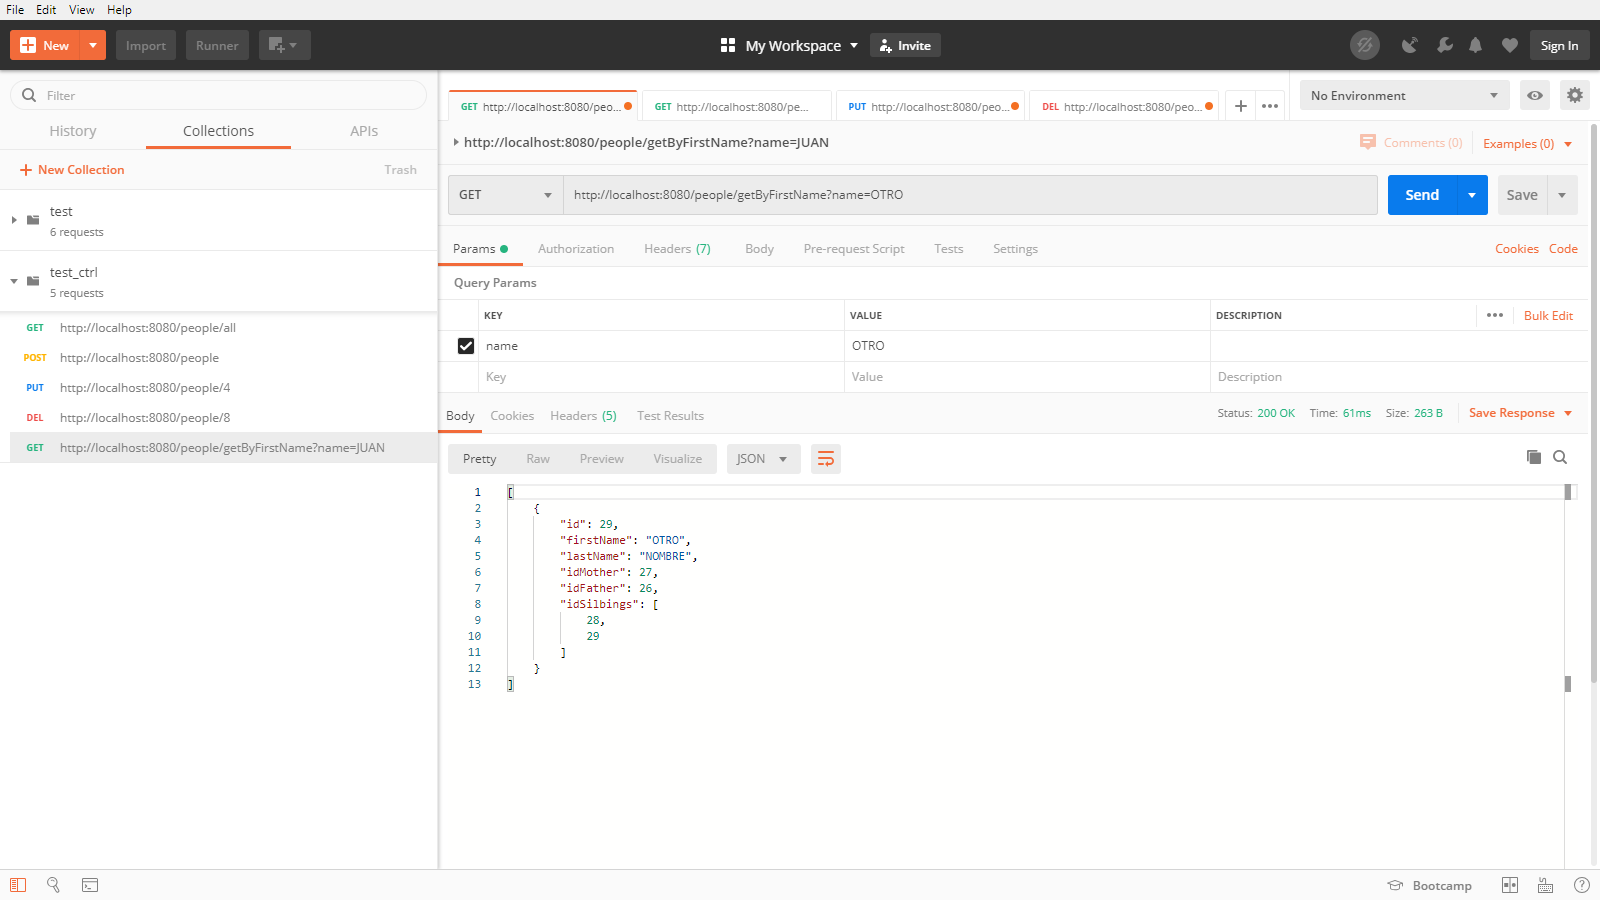 File Edit View Help
New Import Runner My Workspace Invite Sign In
Filter
History Collections APIs
New Collection Trash
test
6 requests
test_ctrl
5 requests
GET http://localhost:8080/people/all
POST http://localhost:8080/people
PUT http://localhost:8080/people/4
DEL http://localhost:8080/people/8
GET http://localhost:8080/people/getByFirstName?name=JUAN
GET http://localhost:8080/peo... GET http://localhost:8080/pe... PUT http://localhost:8080/peo... DEL http://localhost:8080/peo... No Environment
http://localhost:8080/people/getByFirstName?name=JUAN Comments (0) Examples (0)
GET http://localhost:8080/people/getByFirstName?name=OTRO Send Save
Params Authorization Headers (7) Body Pre-request Script Tests Settings Cookies Code
Query Params
KEY VALUE DESCRIPTION Bulk Edit
name OTRO
Key Value Description
Body Cookies Headers (5) Test Results Status: 200 OK Time: 61ms Size: 263 B Save Response
Pretty Raw Preview Visualize JSON
1 [
2 {
3 "id": 29,
4 "firstName": "OTRO",
5 "lastName": "NOMBRE",
6 "idMother": 27,
7 "idFather": 26,
8 "idSilbings": [
9 28,
10 29
11 ]
12 }
13 ]
Bootcamp